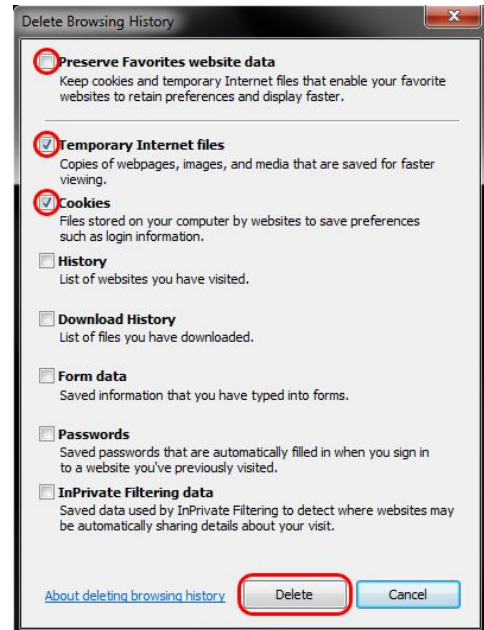 Delete Browsing History
Preserve Favorites website data
Keep cookies and temporary Internet files that enable your favorite
websites to retain preferences and display faster.
Temporary Internet files
Copies of webpages, images, and media that are saved for faster
viewing.
Cookies
Files stored on your computer by websites to save preferences
such as login information.
History
List of websites you have visited.
Download History
List of files you have downloaded.
Form data
Saved information that you have typed into forms.
Passwords
Saved passwords that are automatically filled in when you sign in
to a website you've previously visited.
InPrivate Filtering data
Saved data used by InPrivate Filtering to detect where websites may
be automatically sharing details about your visit.
About deleting browsing history Delete Cancel